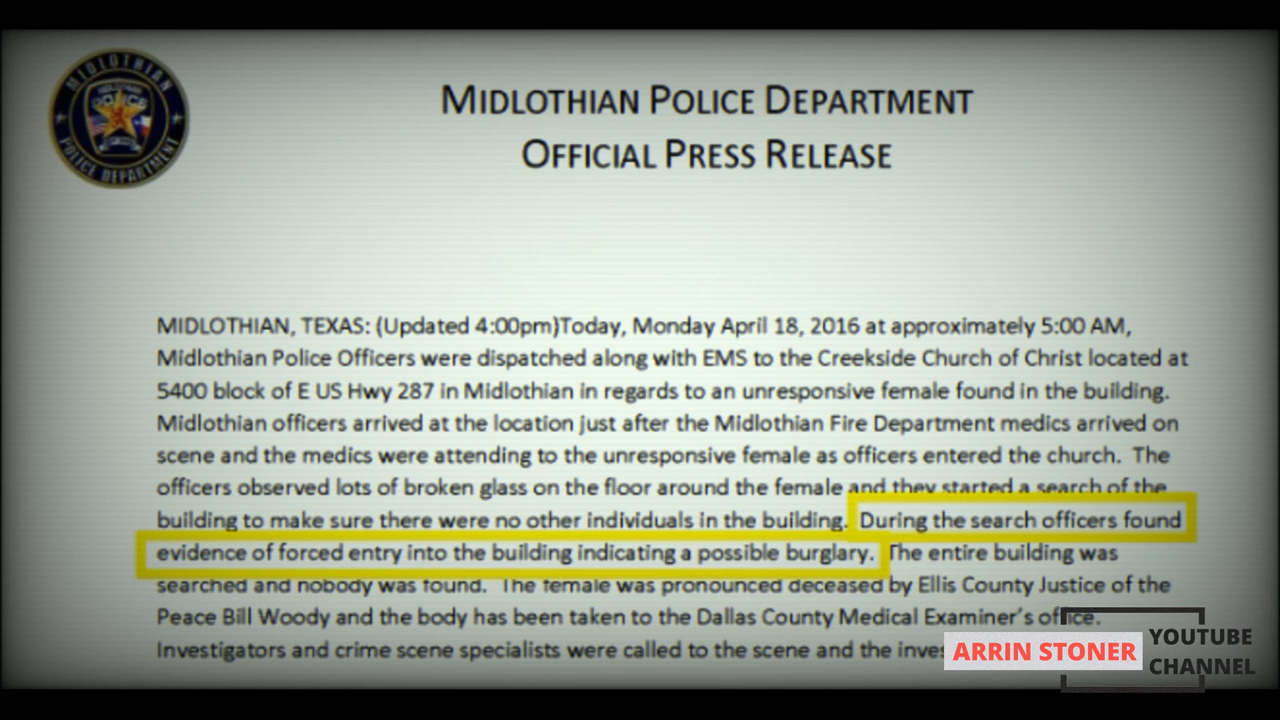 MIDLOTHIAN
POLICE
POLICE DEPARTMENT
MIDLOTHIAN POLICE DEPARTMENT
OFFICIAL PRESS RELEASE
MIDLOTHIAN, TEXAS: (Updated 4:00pm)Today, Monday April 18, 2016 at approximately 5:00 AM,
Midlothian Police Officers were dispatched along with EMS to the Creekside Church of Christ located at
5400 block of E US Hwy 287 in Midlothian in regards to an unresponsive female found in the building.
Midlothian officers arrived at the location just after the Midlothian Fire Department medics arrived on
scene and the medics were attending to the unresponsive female as officers entered the church. The
officers observed lots of broken glass on the floor around the female and they started a search of the
building to make sure there were no other individuals in the building. During the search officers found
evidence of forced entry into the building indicating a possible burglary. The entire building was
searched and nobody was found. The female was pronounced deceased by Ellis County Justice of the
Peace Bill Woody and the body has been taken to the Dallas County Medical Examiner's office.
Investigators and crime scene specialists were called to the scene and the
ARRIN STONER
YOUTUBE
CHANNEL